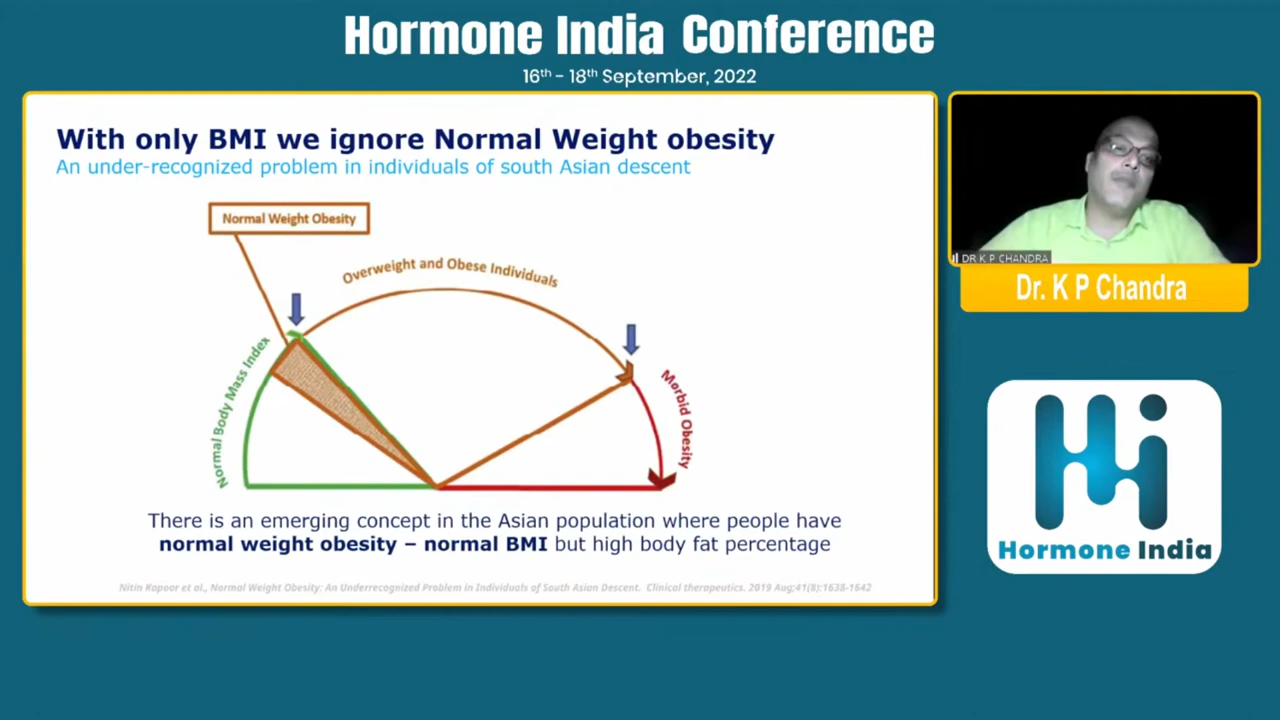 Hormone India Conference
16th - 18th September, 2022
With only BMI we ignore Normal Weight obesity
An under-recognized problem in individuals of south Asian descent
Normal Weight Obesity
Overweight and Obese Individuals
Normal Body Mass Index
Morbid Obesity
There is an emerging concept in the Asian population where people have
normal weight obesity – normal BMI but high body fat percentage
Nitin Kapoor et al., Normal Weight Obesity: An Underrecognized Problem in Individuals of South Asian Descent. Clinical therapeutics. 2019 Aug;41(8):1638-1642
DR K P CHANDRA
Dr. K P Chandra
Hi
Hormone India